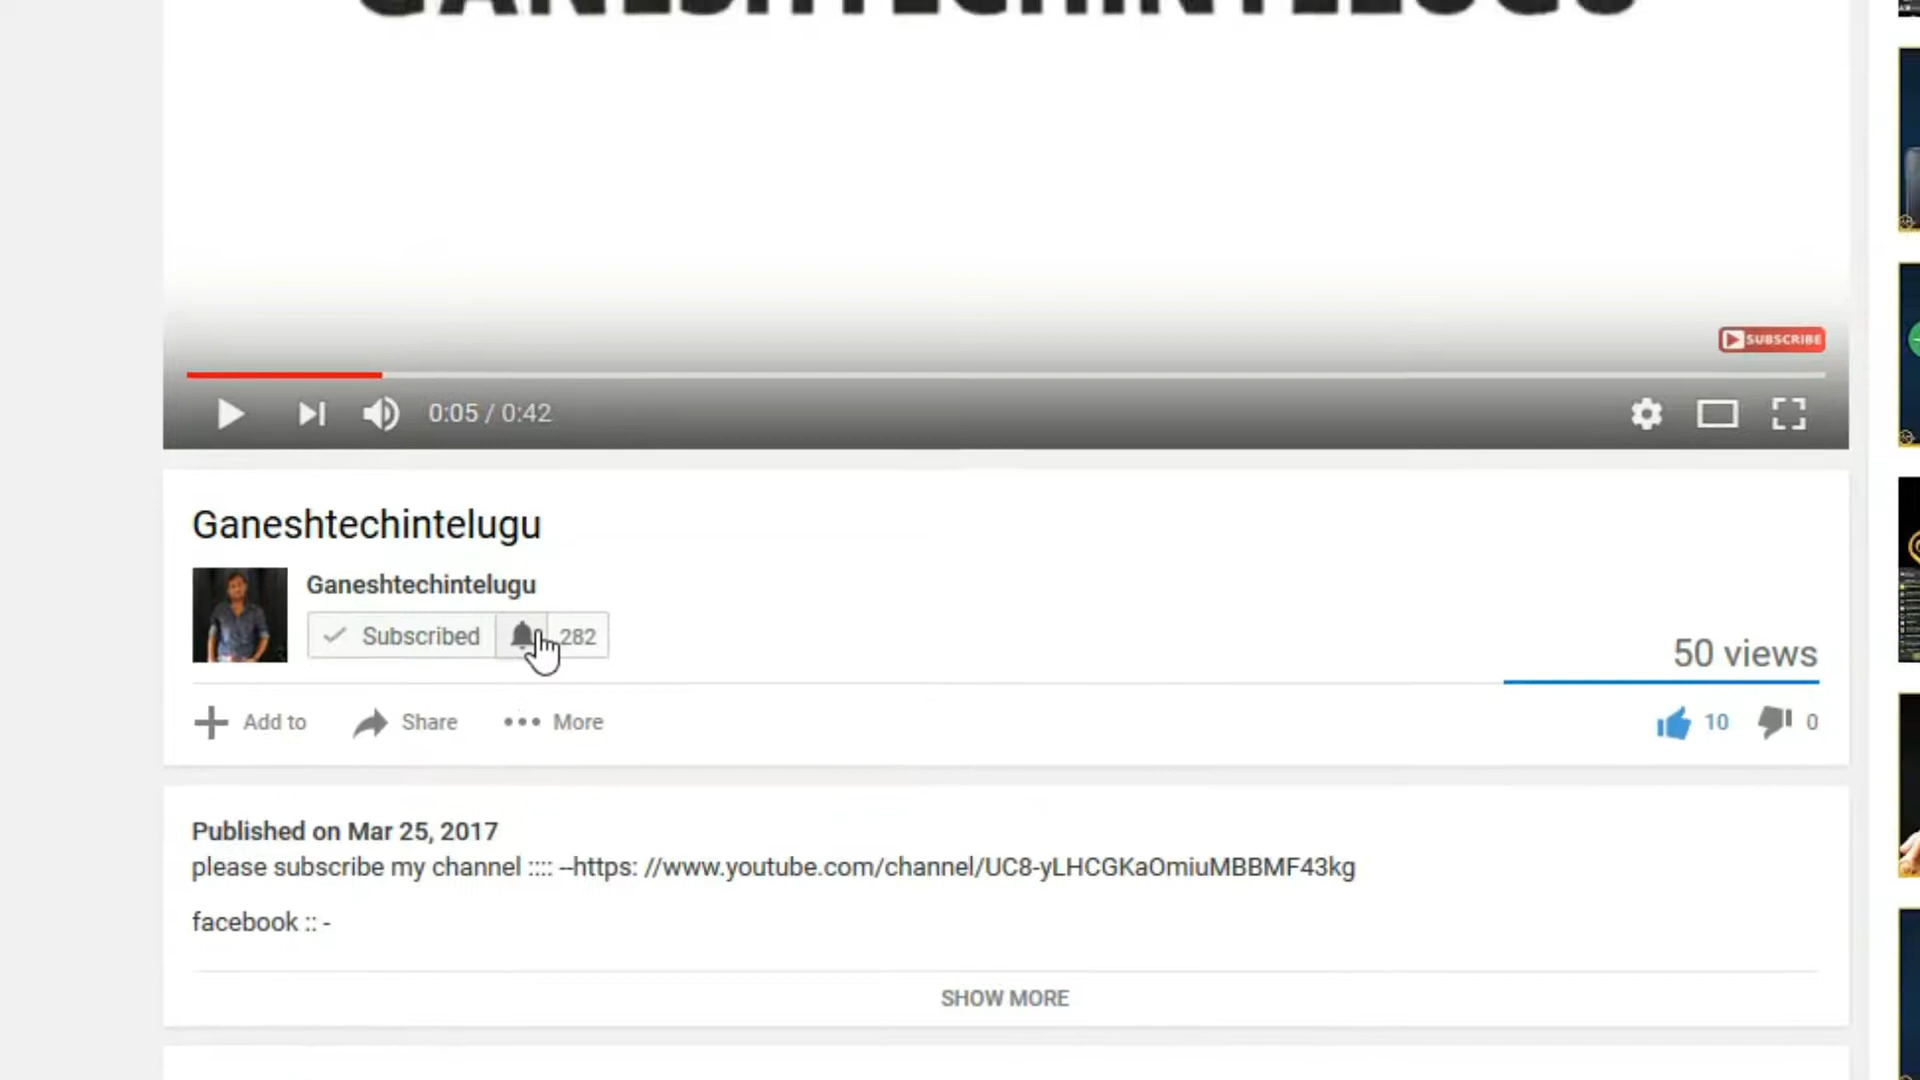 GANESHTECHINTELUGU
SUBSCRIBE
0:05 / 0:42
Ganeshtechintelugu
Ganeshtechintelugu
Subscribed 282
50 views
Add to Share More 10 0
Published on Mar 25, 2017
please subscribe my channel :::: --https: //www.youtube.com/channel/UC8-yLHCGKaOmiuMBBMF43kg
facebook :: -
SHOW MORE